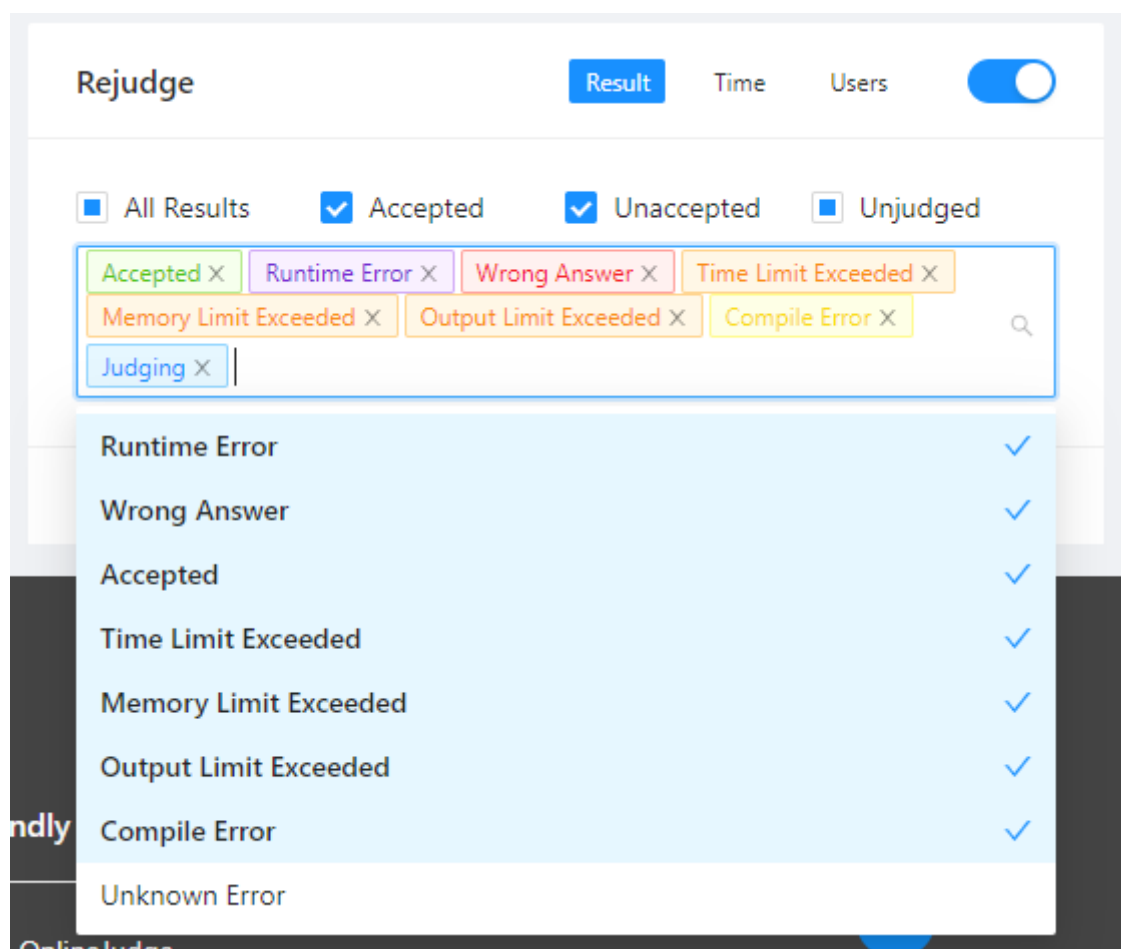 Rejudge Result Time Users
All Results Accepted Unaccepted Unjudged
Accepted Runtime Error Wrong Answer Time Limit Exceeded
Memory Limit Exceeded Output Limit Exceeded Compile Error
Judging
Runtime Error
Wrong Answer
Accepted
Time Limit Exceeded
Memory Limit Exceeded
Output Limit Exceeded
Compile Error
ndly
Unknown Error